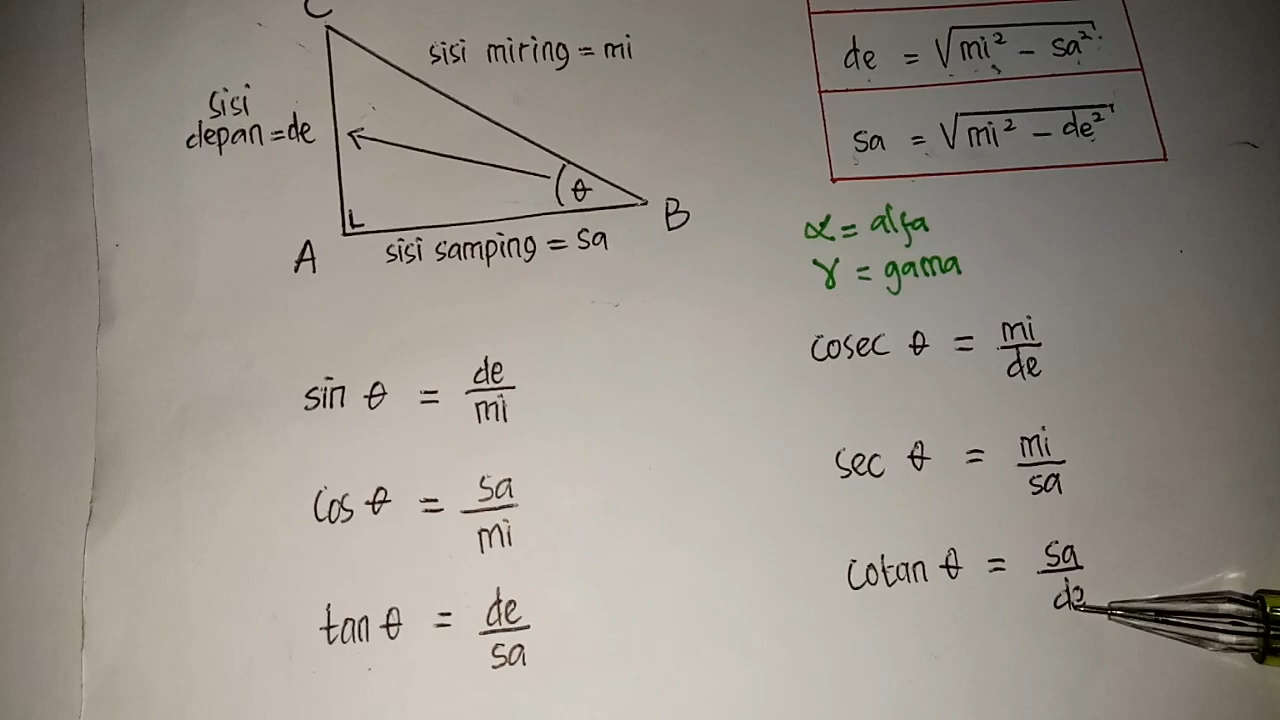 C
sisi miring = mi
sisi
depan = de
θ
A
B
sisi samping = sa
de = √mi² - sa²
sa = √mi² - de²
α = alfa
γ = gama
sin θ = de/mi
cos θ = sa/mi
tan θ = de/sa
cosec θ = mi/de
sec θ = mi/sa
cotan θ = sa/de